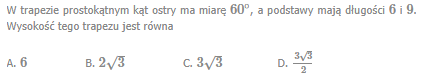 W trapezie prostokątnym kąt ostry ma miarę 60°, a podstawy mają długości 6 i 9.
Wysokość tego trapezu jest równa
A. 6 B. 2√3 C. 3√3 D. 3√3/2